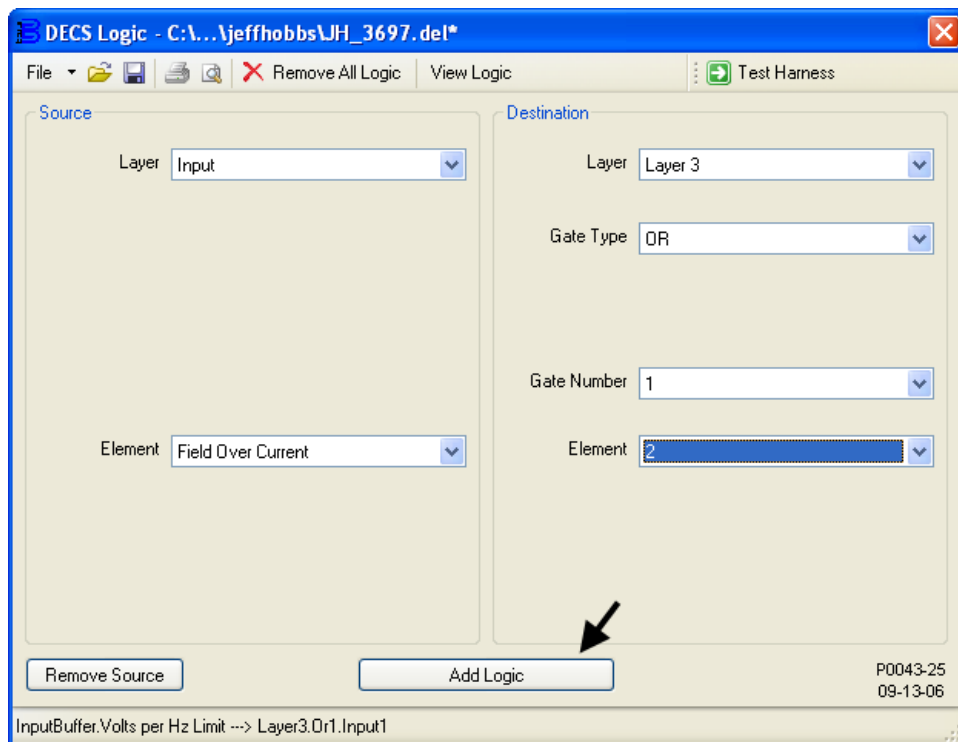 DECS Logic - C:\...\jeffhobbs\JH_3697.del*
File Remove All Logic View Logic Test Harness
Source
Layer Input
Element Field Over Current
Destination
Layer Layer 3
Gate Type OR
Gate Number 1
Element 2
Remove Source Add Logic
P0043-25
09-13-06
InputBuffer.Volts per Hz Limit ---> Layer3.Or1.Input1